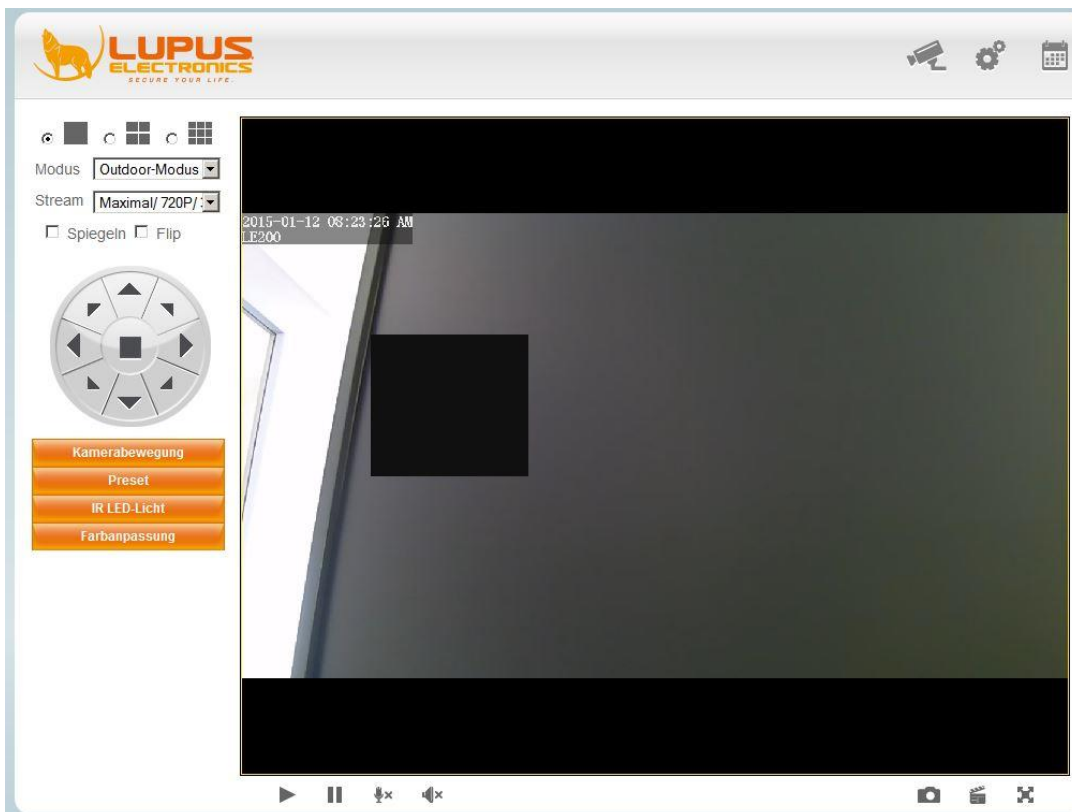 LUPUS
ELECTRONICS
SECURE YOUR LIFE.
Modus Outdoor-Modus
Stream Maximal/ 720P/
Spiegeln Flip
Kamerabewegung
Preset
IR LED-Licht
Farbanpassung
2015-01-12 08:23:26 AM
LE200